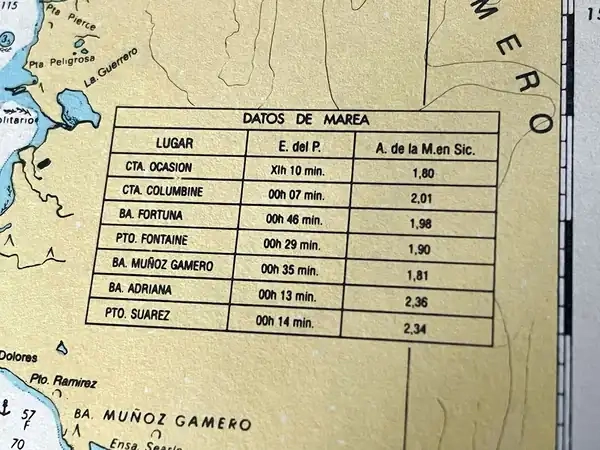 115
Pta Pierce
Pta. Peligrosa
La. Guerrero
MERO
DATOS DE MAREA
LUGAR E. del P. A. de la M.en Sic.
CTA. OCASION XIh 10 min. 1,80
CTA. COLUMBINE 00h 07 min. 2,01
BA. FORTUNA 00h 46 min. 1,98
PTO. FONTAINE 00h 29 min. 1,90
BA. MUÑOZ GAMERO 00h 35 min. 1,81
BA. ADRIANA 00h 13 min. 2,36
PTO. SUAREZ 00h 14 min. 2,34
Dolores
Pto. Ramirez
57
F
BA. MUÑOZ GAMERO
70
Ensa.